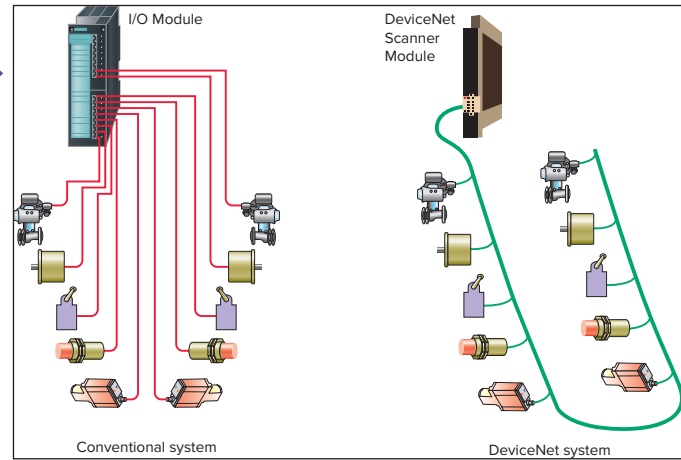 I/O Module
DeviceNet
Scanner
Module
Conventional system
DeviceNet system